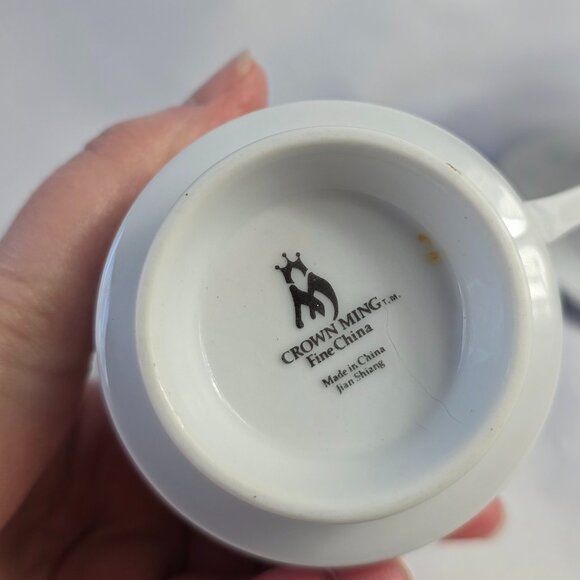 CROWN MING T.M.
Fine China
Made in China
Jian Shiang